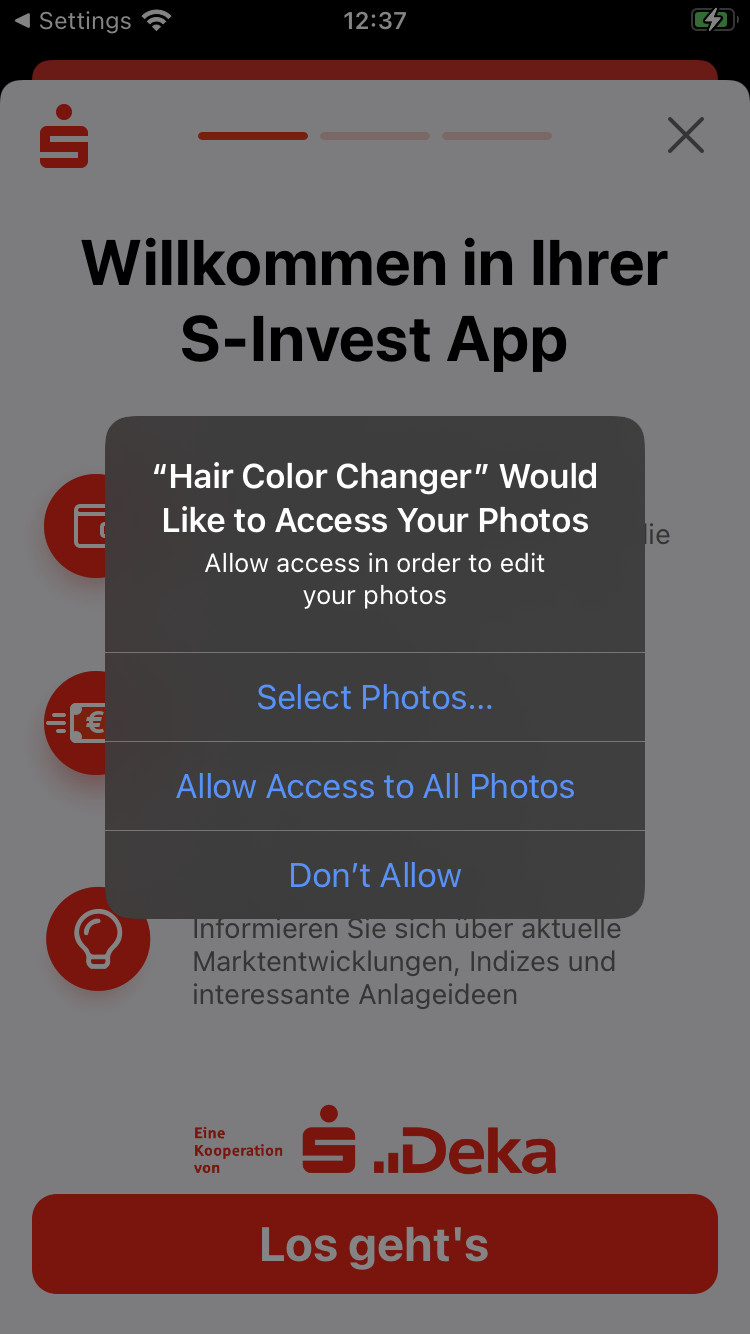 Settings
12:37
Willkommen in Ihrer
S-Invest App
“Hair Color Changer” Would
Like to Access Your Photos
Allow access in order to edit
your photos
die
Select Photos...
Allow Access to All Photos
Don’t Allow
Informieren Sie sich über aktuelle
Marktentwicklungen, Indizes und
interessante Anlageideen
Eine
Kooperation
von
Deka
Los geht's